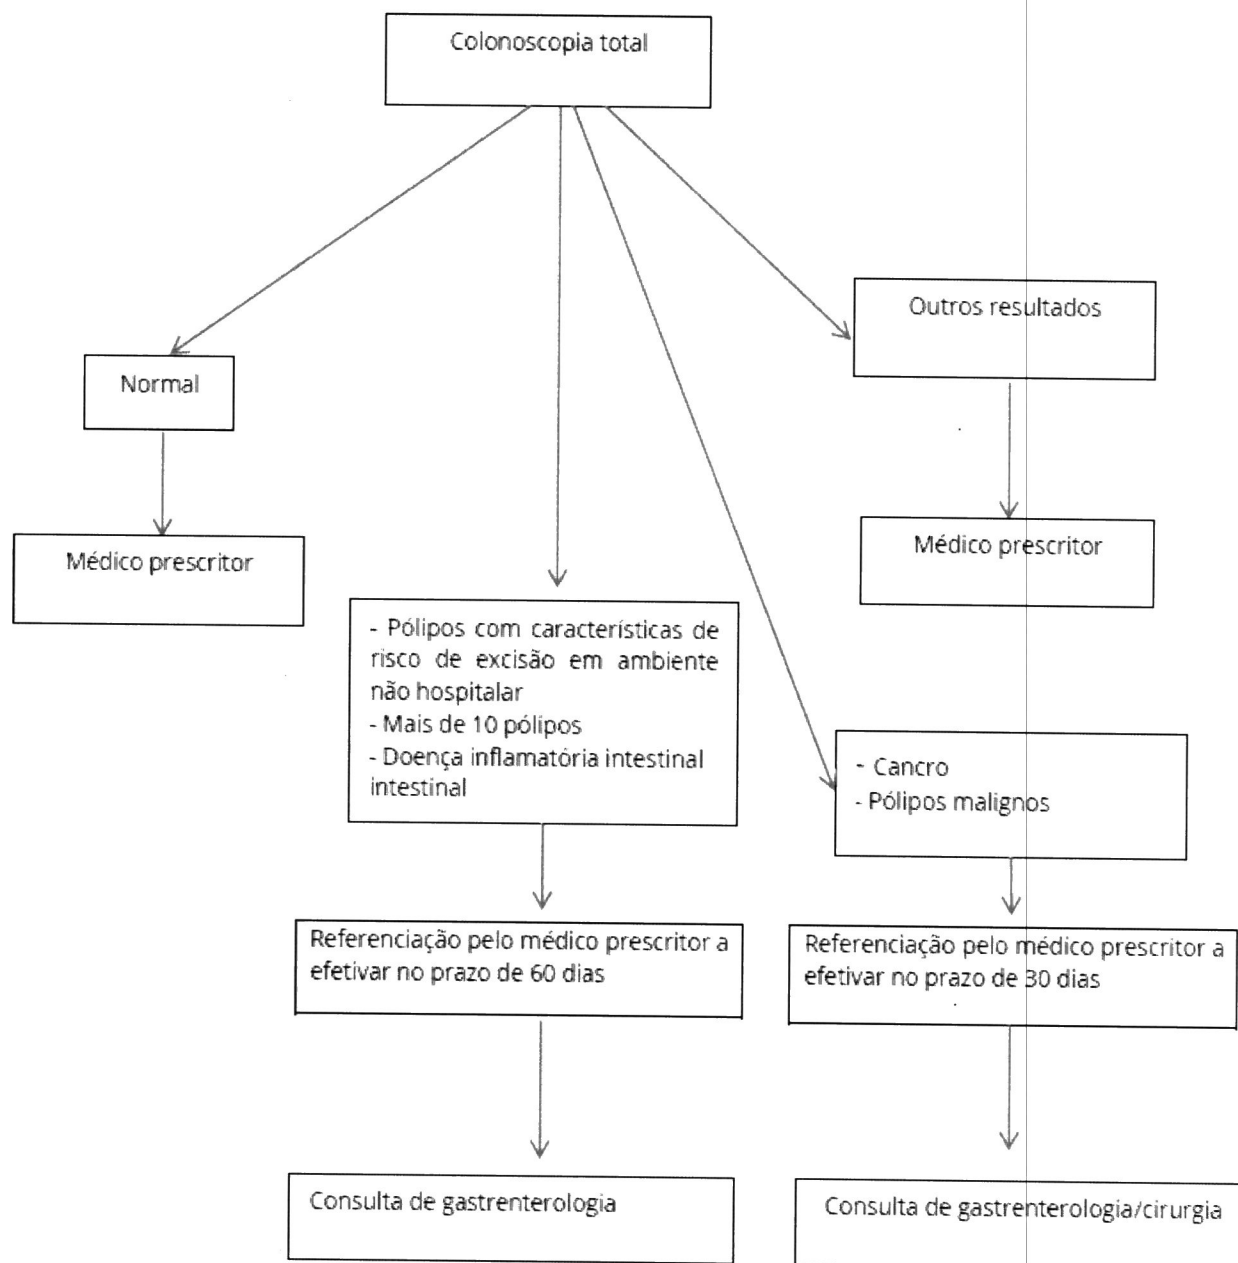 Colonoscopia total
Outros resultados
Normal
Médico prescritor
Médico prescritor
- Pólipos com características de
risco de excisão em ambiente
não hospitalar
- Mais de 10 pólipos
- Doença inflamatória intestinal
intestinal
- Cancro
- Pólipos malignos
Referenciação pelo médico prescritor a
efetivar no prazo de 60 dias
Referenciação pelo médico prescritor a
efetivar no prazo de 30 dias
Consulta de gastrenterologia
Consulta de gastrenterologia/cirurgia